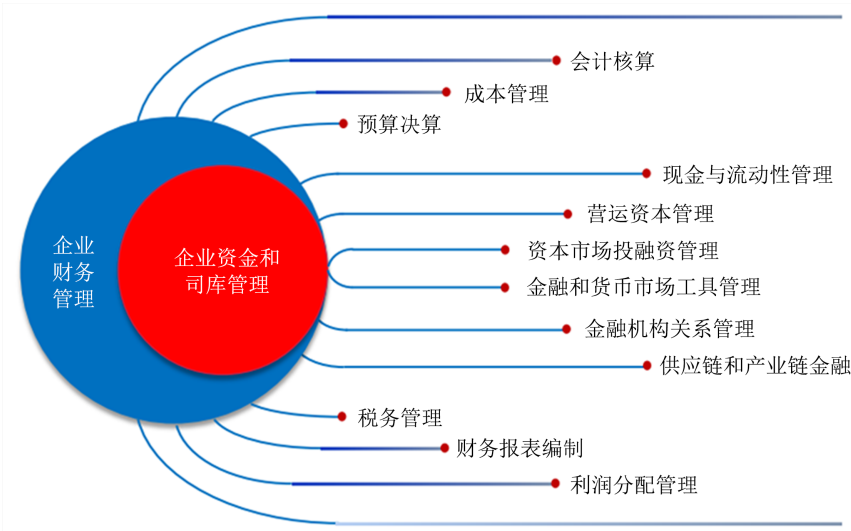 会计核算
成本管理
预算决算
现金与流动性管理
营运资本管理
资本市场投融资管理
金融和货币市场工具管理
金融机构关系管理
供应链和产业链金融
税务管理
财务报表编制
利润分配管理
企业
财务
管理
企业资金和
司库管理